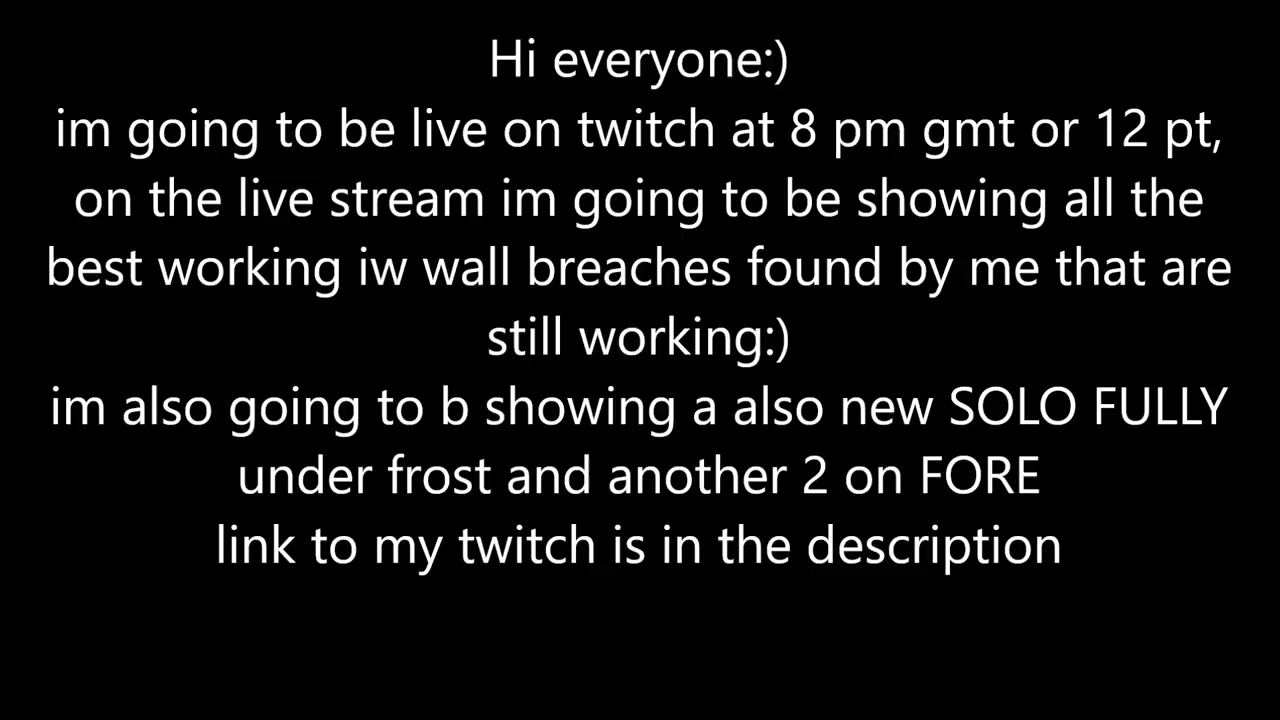 Hi everyone:)
im going to be live on twitch at 8 pm gmt or 12 pt,
on the live stream im going to be showing all the
best working iw wall breaches found by me that are
still working:)
im also going to b showing a also new SOLO FULLY
under frost and another 2 on FORE
link to my twitch is in the description